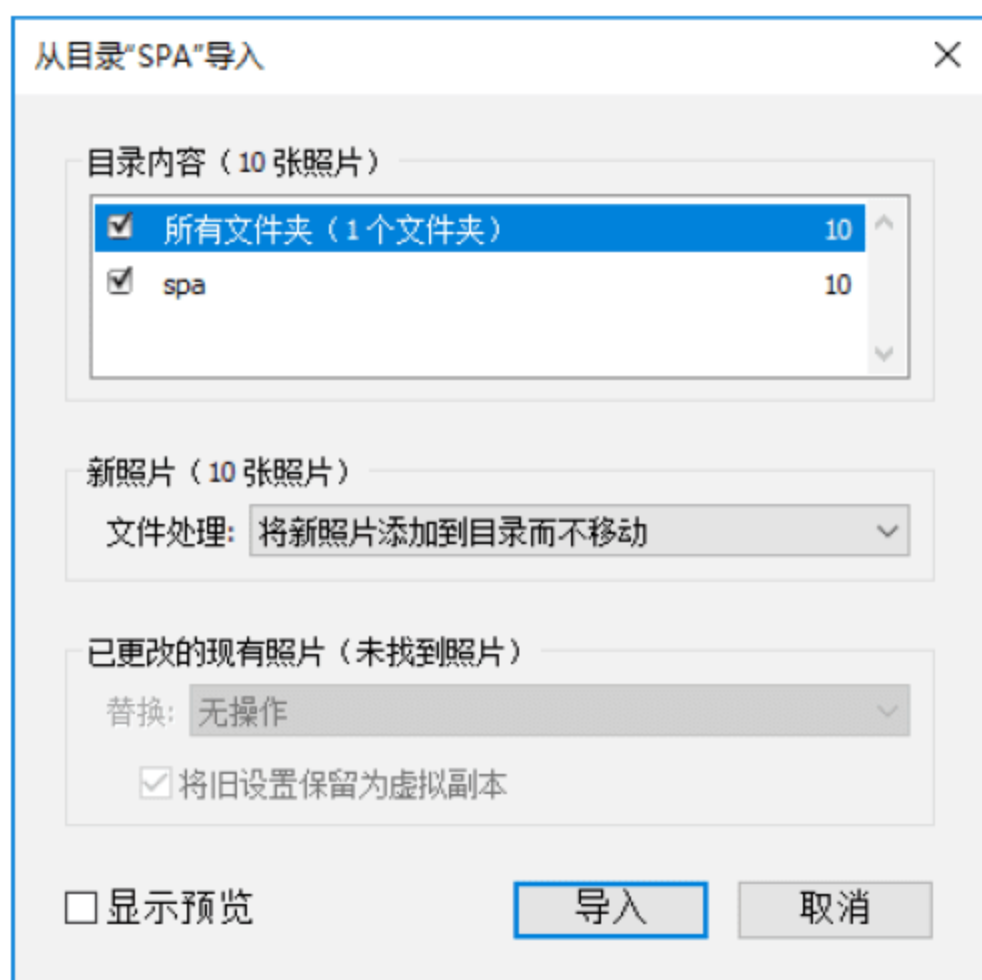 从目录“SPA”导入
目录内容（10 张照片）
所有文件夹（1 个文件夹） 10
spa 10
新照片（10 张照片）
文件处理: 将新照片添加到目录而不移动
已更改的现有照片（未找到照片）
替换: 无操作
将旧设置保留为虚拟副本
显示预览 导入 取消